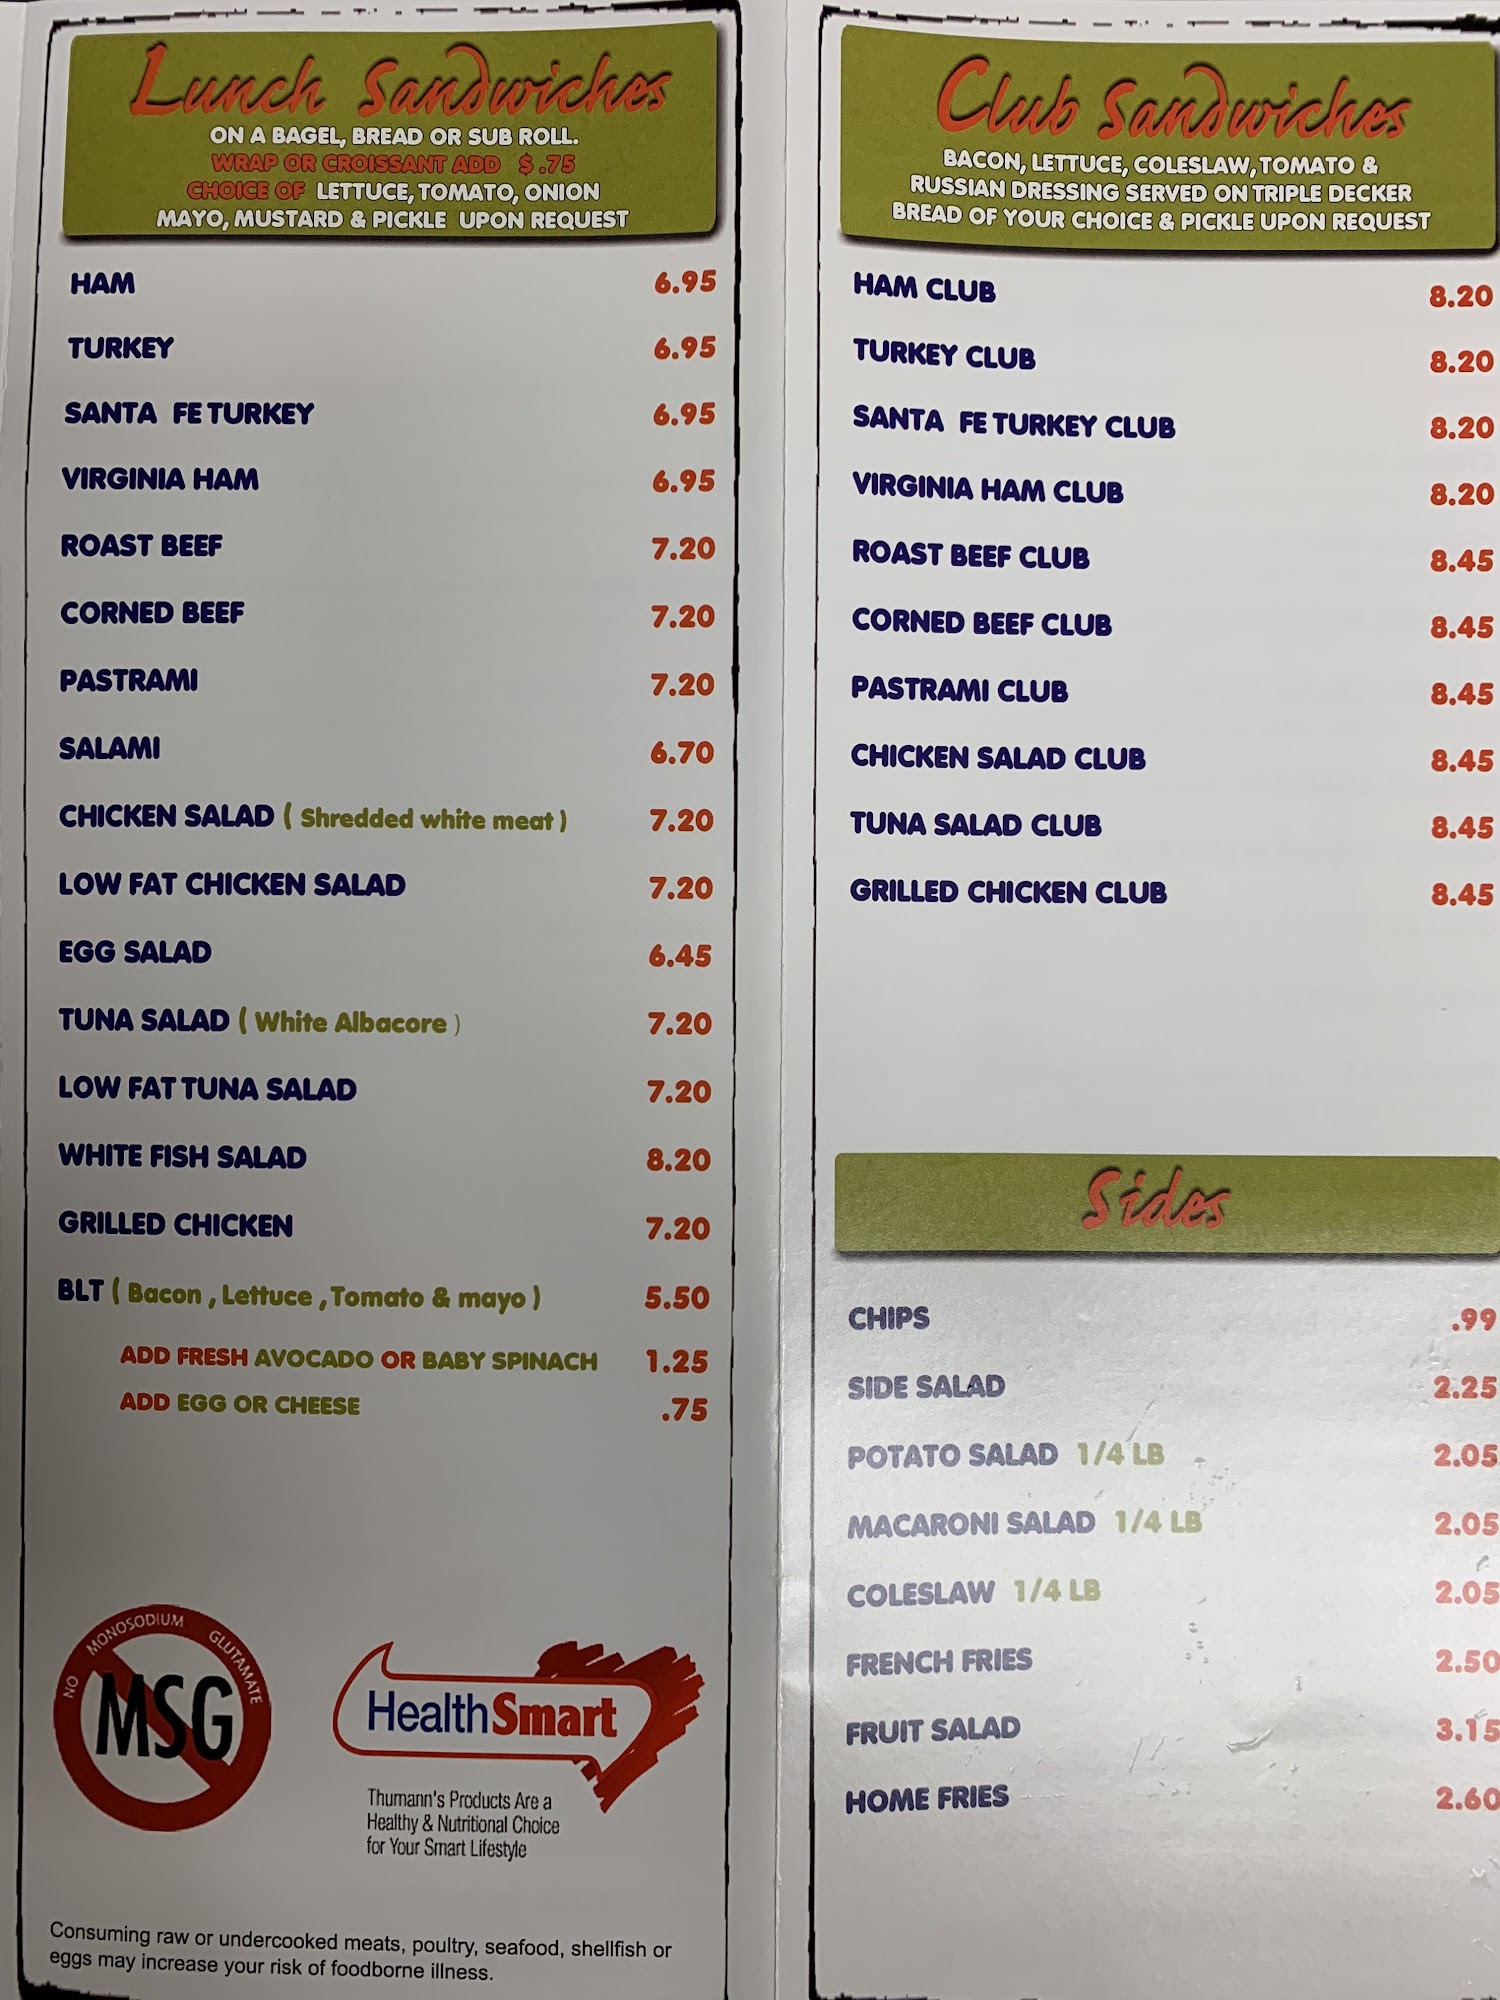 Lunch Sandwiches
ON A BAGEL, BREAD OR SUB ROLL.
WRAP OR CROISSANT ADD $ .75
CHOICE OF LETTUCE, TOMATO, ONION
MAYO, MUSTARD & PICKLE UPON REQUEST
HAM 6.95
TURKEY 6.95
SANTA FE TURKEY 6.95
VIRGINIA HAM 6.95
ROAST BEEF 7.20
CORNED BEEF 7.20
PASTRAMI 7.20
SALAMI 6.70
CHICKEN SALAD ( Shredded white meat ) 7.20
LOW FAT CHICKEN SALAD 7.20
EGG SALAD 6.45
TUNA SALAD ( White Albacore ) 7.20
LOW FAT TUNA SALAD 7.20
WHITE FISH SALAD 8.20
GRILLED CHICKEN 7.20
BLT ( Bacon , Lettuce , Tomato & mayo ) 5.50
ADD FRESH AVOCADO OR BABY SPINACH 1.25
ADD EGG OR CHEESE .75
NO MONOSODIUM GLUTAMATE
MSG
HealthSmart
Thumann's Products Are a
Healthy & Nutritional Choice
for Your Smart Lifestyle
Consuming raw or undercooked meats, poultry, seafood, shellfish or
eggs may increase your risk of foodborne illness.
Club Sandwiches
BACON, LETTUCE, COLESLAW, TOMATO &
RUSSIAN DRESSING SERVED ON TRIPLE DECKER
BREAD OF YOUR CHOICE & PICKLE UPON REQUEST
HAM CLUB 8.20
TURKEY CLUB 8.20
SANTA FE TURKEY CLUB 8.20
VIRGINIA HAM CLUB 8.20
ROAST BEEF CLUB 8.45
CORNED BEEF CLUB 8.45
PASTRAMI CLUB 8.45
CHICKEN SALAD CLUB 8.45
TUNA SALAD CLUB 8.45
GRILLED CHICKEN CLUB 8.45
Sides
CHIPS .99
SIDE SALAD 2.25
POTATO SALAD 1/4 LB 2.05
MACARONI SALAD 1/4 LB 2.05
COLESLAW 1/4 LB 2.05
FRENCH FRIES 2.50
FRUIT SALAD 3.15
HOME FRIES 2.60